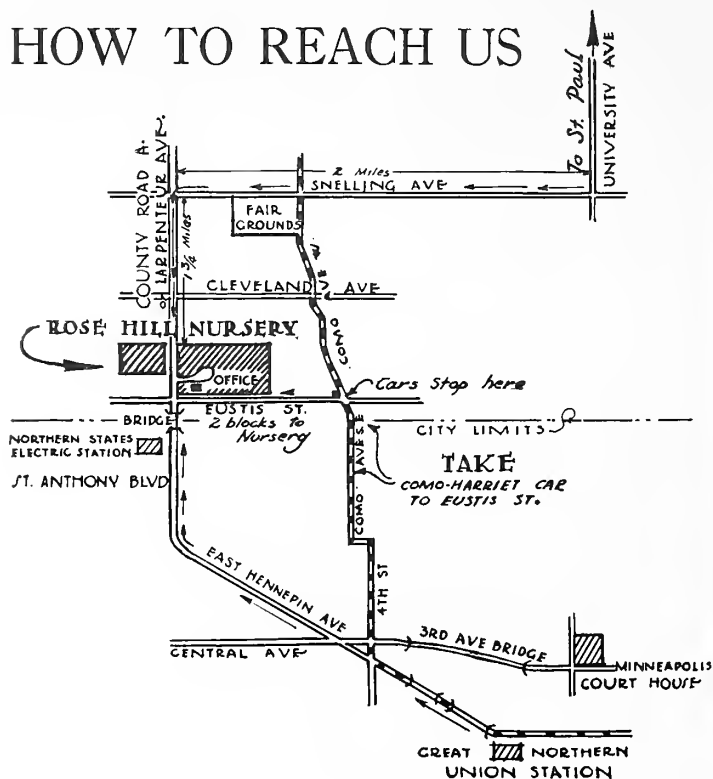 HOW TO REACH US
To St. Paul
UNIVERSITY AVE
2 Miles
SNELLING AVE
COUNTY ROAD A.
OR LARPENTEUR AVE.
1 3/4 Miles
FAIR
GROUNDS
CLEVELAND AVE
COMO AVE
ROSE HILL NURSERY
OFFICE
Cars Stop here
EUSTIS ST.
2 blocks to
Nursery
BRIDGE
CITY LIMITS
NORTHERN STATES
ELECTRIC STATION
ST. ANTHONY BLVD
TAKE
COMO-HARRIET CAR
TO EUSTIS ST.
COMO AVE SE
EAST HENNEPIN AVE
4TH ST
CENTRAL AVE
3RD AVE BRIDGE
MINNEAPOLIS
COURT HOUSE
GREAT NORTHERN
UNION STATION